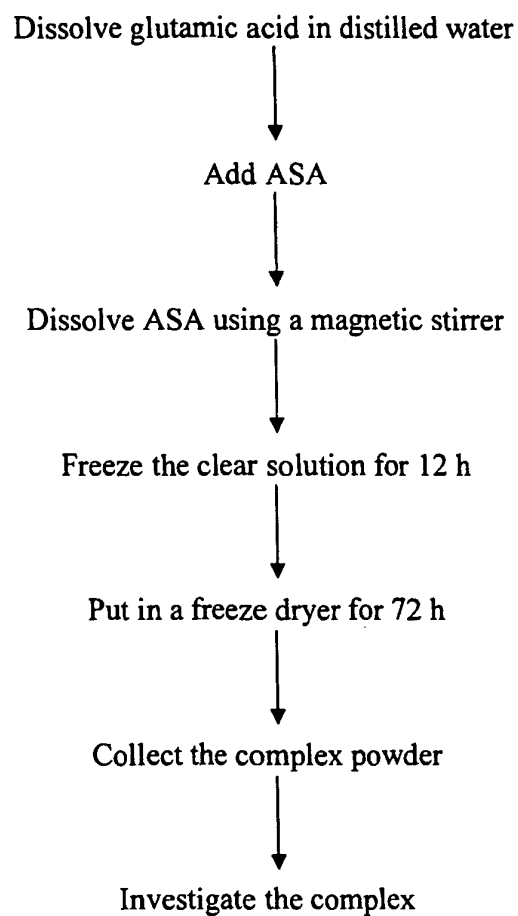 Dissolve glutamic acid in distilled water
Add ASA
Dissolve ASA using a magnetic stirrer
Freeze the clear solution for 12 h
Put in a freeze dryer for 72 h
Collect the complex powder
Investigate the complex